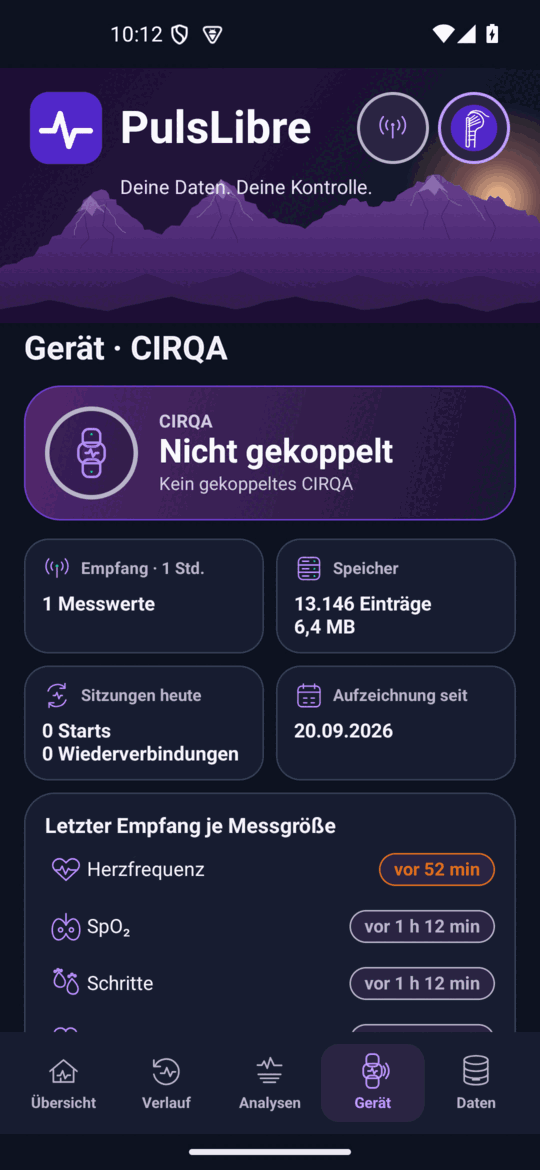 10:12
PulsLibre
Deine Daten. Deine Kontrolle.
Gerät · CIRQA
CIRQA
Nicht gekoppelt
Kein gekoppeltes CIRQA
Empfang · 1 Std.
1 Messwerte
Speicher
13.146 Einträge
6,4 MB
Sitzungen heute
0 Starts
0 Wiederverbindungen
Aufzeichnung seit
20.09.2026
Letzter Empfang je Messgröße
Herzfrequenz
vor 52 min
SpO₂
vor 1 h 12 min
Schritte
vor 1 h 12 min
Übersicht
Verlauf
Analysen
Gerät
Daten